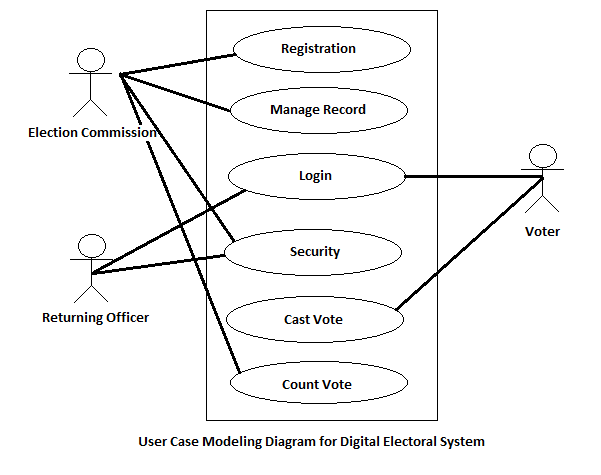 Registration
Manage Record
Election Commission
Login
Voter
Security
Returning Officer
Cast Vote
Count Vote
User Case Modeling Diagram for Digital Electoral System